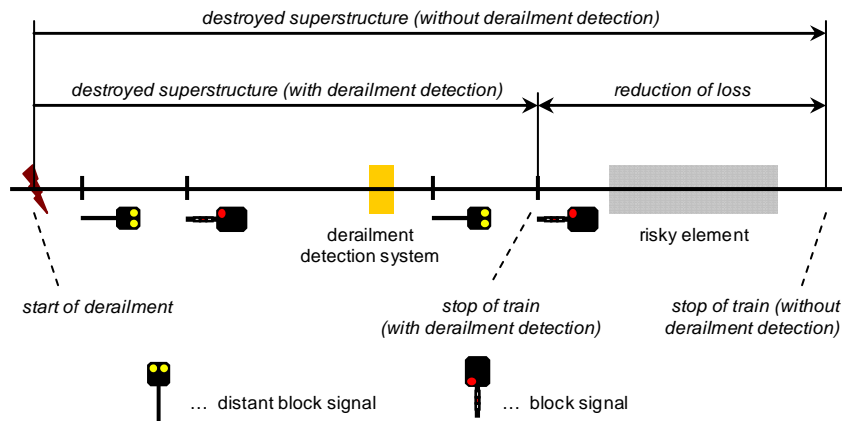 destroyed superstructure (without derailment detection)
destroyed superstructure (with derailment detection)
reduction of loss
derailment
detection system
risky element
start of derailment
stop of train
(with derailment detection)
stop of train (without
derailment detection)
... distant block signal
... block signal